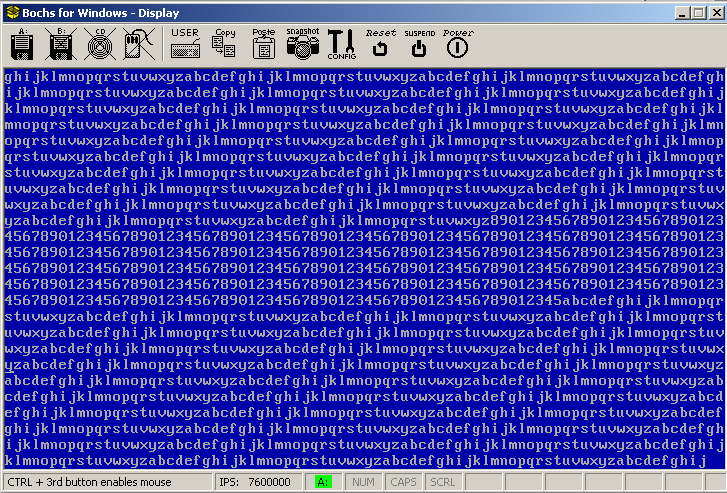 Bochs for Windows - Display
A: B: CD USER Copy Paste snapshot CONFIG Reset SUSPEND Power
ghijklmnopqrstuvwxyzabcdefghijklmnopqrstuvwxyzabcdefghijklmnopqrstuvwxyzabcdefgh
ijklmnopqrstuvwxyzabcdefghijklmnopqrstuvwxyzabcdefghijklmnopqrstuvwxyzabcdefghij
klmnopqrstuvwxyzabcdefghijklmnopqrstuvwxyzabcdefghijklmnopqrstuvwxyzabcdefghijkl
mnopqrstuvwxyzabcdefghijklmnopqrstuvwxyzabcdefghijklmnopqrstuvwxyzabcdefghijklmn
opqrstuvwxyzabcdefghijklmnopqrstuvwxyzabcdefghijklmnopqrstuvwxyzabcdefghijklmnop
qrstuvwxyzabcdefghijklmnopqrstuvwxyzabcdefghijklmnopqrstuvwxyzabcdefghijklmnopqr
stuvwxyzabcdefghijklmnopqrstuvwxyzabcdefghijklmnopqrstuvwxyzabcdefghijklmnopqrst
uvwxyzabcdefghijklmnopqrstuvwxyzabcdefghijklmnopqrstuvwxyzabcdefghijklmnopqrstuv
wxyzabcdefghijklmnopqrstuvwxyzabcdefghijklmnopqrstuvwxyzabcdefghijklmnopqrstuvwx
yzabcdefghijklmnopqrstuvwxyzabcdefghijklmnopqrstuvwxyz89012345678901234567890123
45678901234567890123456789012345678901234567890123456789012345678901234567890123
45678901234567890123456789012345678901234567890123456789012345678901234567890123
45678901234567890123456789012345678901234567890123456789012345678901234567890123
45678901234567890123456789012345678901234567890123456789012345678901234567890123
45678901234567890123456789012345678901234567890123456789012345abcdefghijklmnopqr
stuvwxyzabcdefghijklmnopqrstuvwxyzabcdefghijklmnopqrstuvwxyzabcdefghijklmnopqrst
uvwxyzabcdefghijklmnopqrstuvwxyzabcdefghijklmnopqrstuvwxyzabcdefghijklmnopqrstuv
wxyzabcdefghijklmnopqrstuvwxyzabcdefghijklmnopqrstuvwxyzabcdefghijklmnopqrstuvwx
yzabcdefghijklmnopqrstuvwxyzabcdefghijklmnopqrstuvwxyzabcdefghijklmnopqrstuvwxyz
abcdefghijklmnopqrstuvwxyzabcdefghijklmnopqrstuvwxyzabcdefghijklmnopqrstuvwxyzab
cdefghijklmnopqrstuvwxyzabcdefghijklmnopqrstuvwxyzabcdefghijklmnopqrstuvwxyzabcd
efghijklmnopqrstuvwxyzabcdefghijklmnopqrstuvwxyzabcdefghijklmnopqrstuvwxyzabcdef
ghijklmnopqrstuvwxyzabcdefghijklmnopqrstuvwxyzabcdefghijklmnopqrstuvwxyzabcdefgh
ijklmnopqrstuvwxyzabcdefghijklmnopqrstuvwxyzabcdefghijklmnopqrstuvwxyzabcdefghij
klmnopqrstuvwxyzabcdefghijklmnopqrstuvwxyzabcdefghijklmnopqrstuvwxyzabcdefghij
CTRL + 3rd button enables mouse IPS: 7600000 A: NUM CAPS SCRL